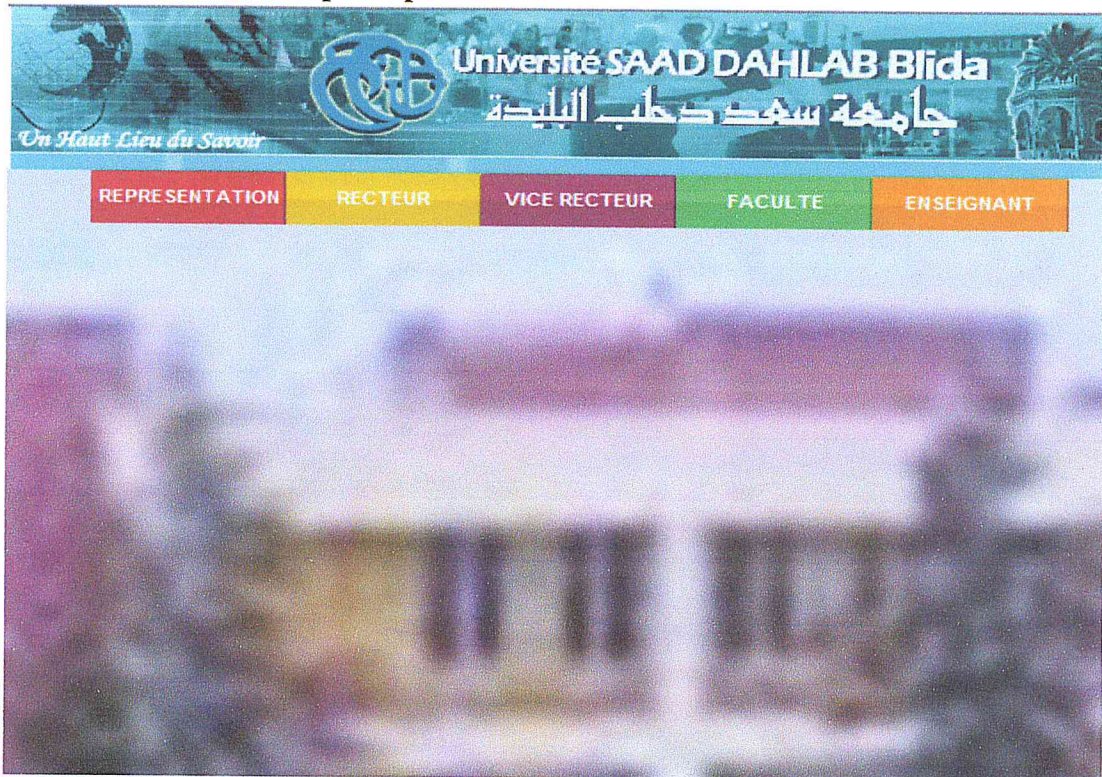 Université SAAD DAHLAB Blida
جامعة سعد دحلب البليدة
Un Haut Lieu du Savoir
REPRESENTATION
RECTEUR
VICE RECTEUR
FACULTE
ENSEIGNANT